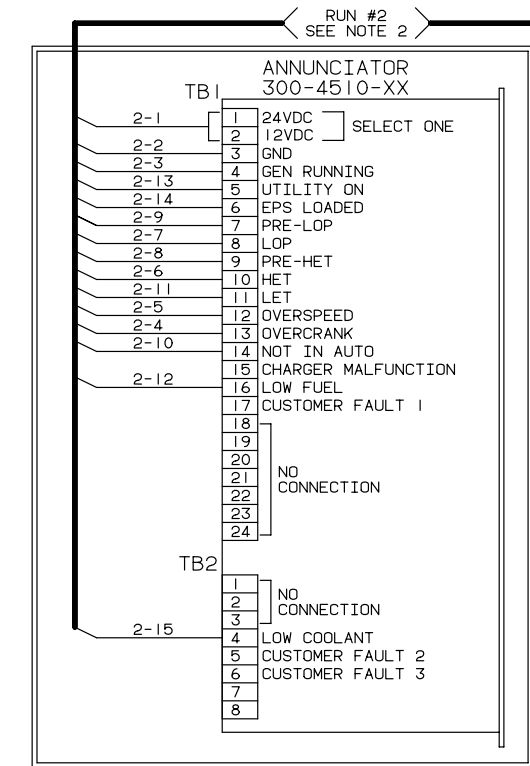 RUN #2
SEE NOTE 2
ANNUNCIATOR
300-4510-XX
TB1
2-1 1 24VDC
2 12VDC
SELECT ONE
2-2 3 GND
2-3 4 GEN RUNNING
2-13 5 UTILITY ON
2-14 6 EPS LOADED
2-9 7 PRE-LOP
2-7 8 LOP
2-8 9 PRE-HET
2-6 10 HET
2-11 11 LET
2-5 12 OVERSPEED
2-4 13 OVERCRANK
2-10 14 NOT IN AUTO
15 CHARGER MALFUNCTION
2-12 16 LOW FUEL
17 CUSTOMER FAULT 1
18
19
20
21
22
23
24
NO
CONNECTION
TB2
1
2
3
NO
CONNECTION
2-15 4 LOW COOLANT
5 CUSTOMER FAULT 2
6 CUSTOMER FAULT 3
7
8